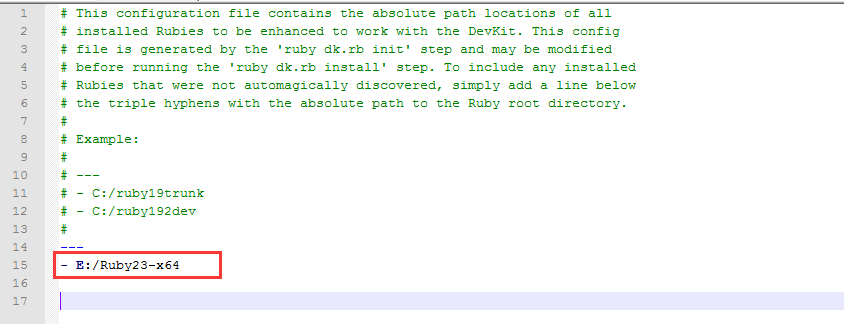 1 # This configuration file contains the absolute path locations of all
2 # installed Rubies to be enhanced to work with the DevKit. This config
3 # file is generated by the 'ruby dk.rb init' step and may be modified
4 # before running the 'ruby dk.rb install' step. To include any installed
5 # Rubies that were not automagically discovered, simply add a line below
6 # the triple hyphens with the absolute path to the Ruby root directory.
7 #
8 # Example:
9 #
10 # ---
11 # - C:/ruby19trunk
12 # - C:/ruby192dev
13 #
14 ---
15 - E:/Ruby23-x64
16
17